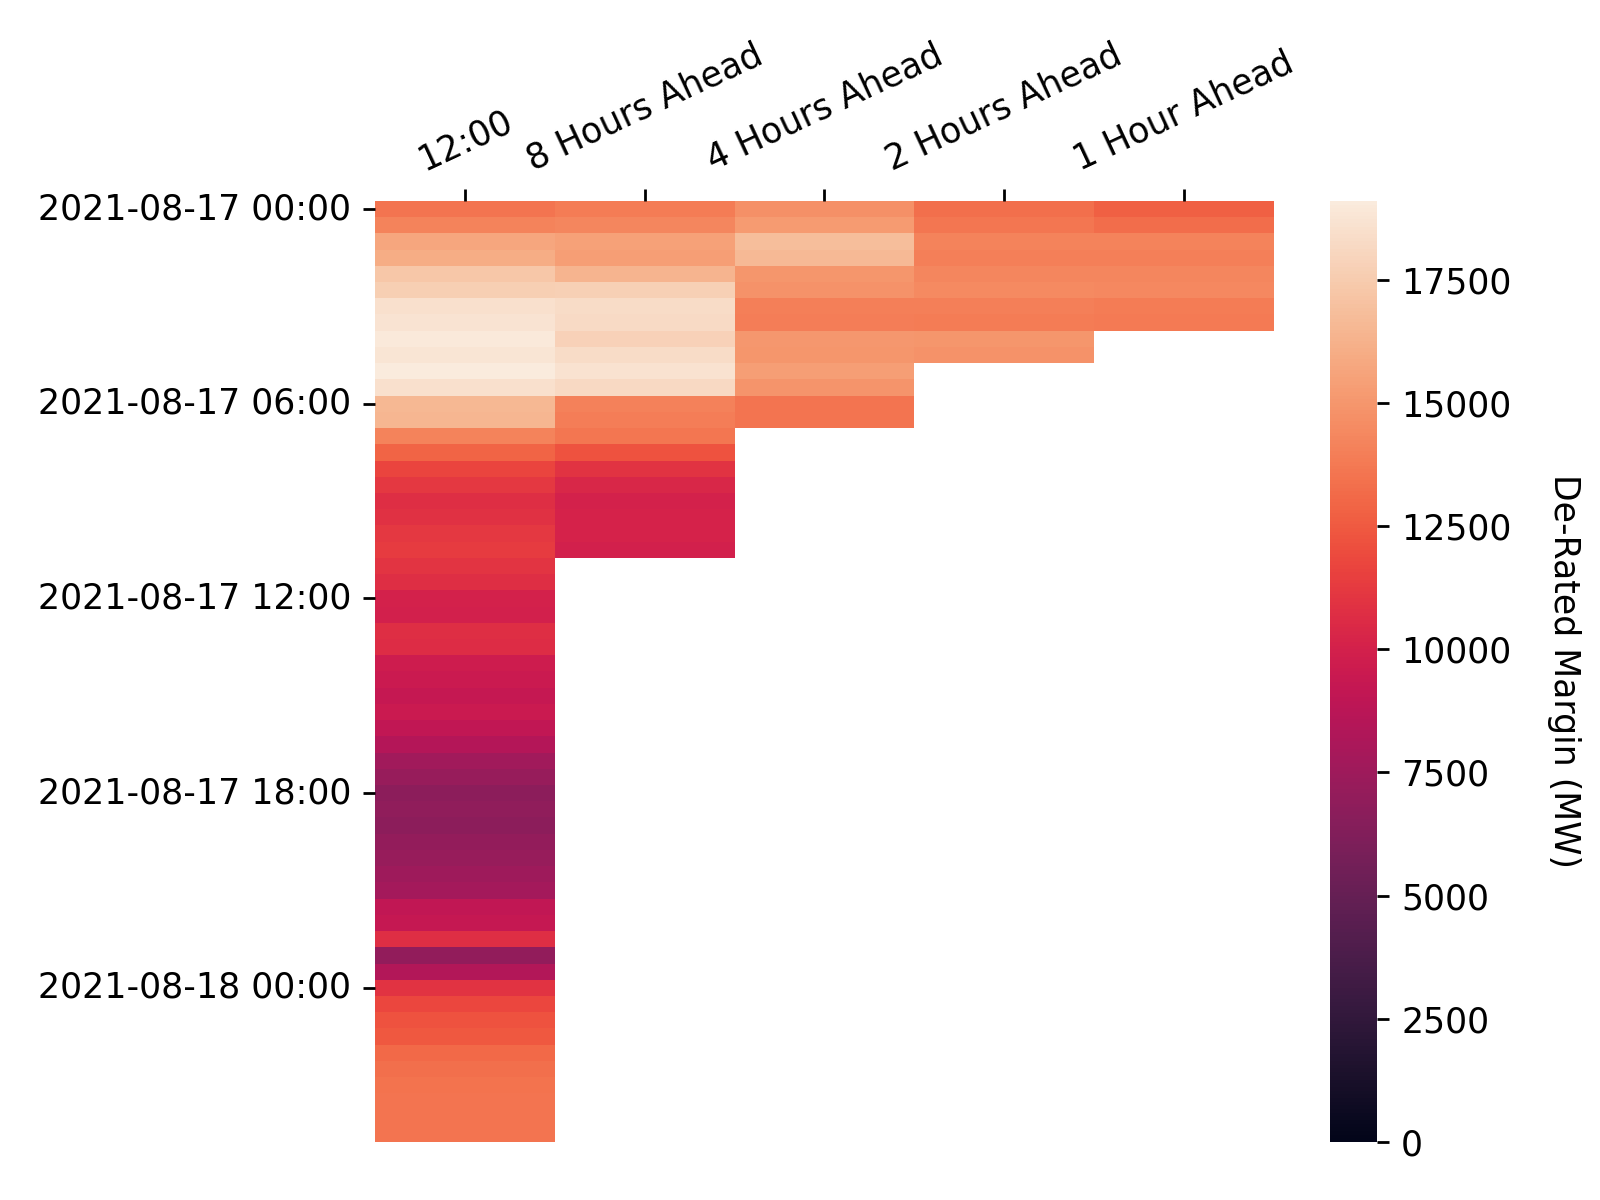 12:00
8 Hours Ahead
4 Hours Ahead
2 Hours Ahead
1 Hour Ahead
2021-08-17 00:00
2021-08-17 06:00
2021-08-17 12:00
2021-08-17 18:00
2021-08-18 00:00
17500
15000
12500
10000
7500
5000
2500
0
De-Rated Margin (MW)